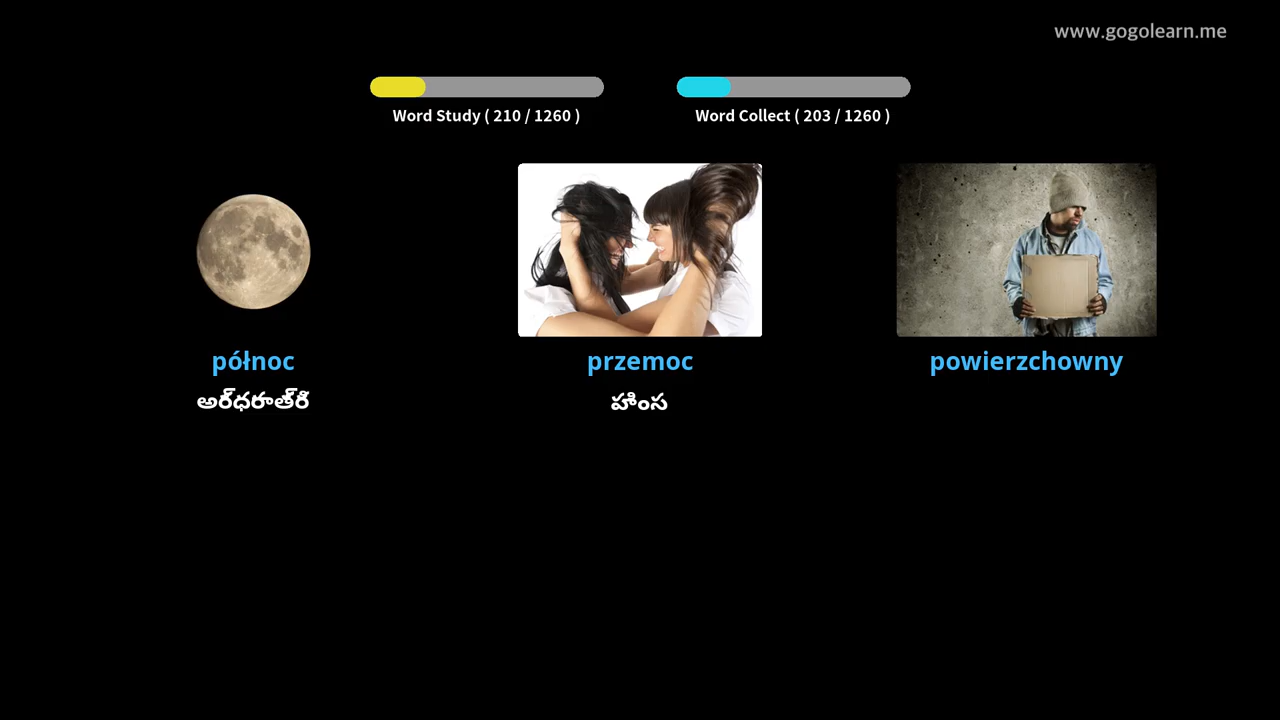 www.gogolearn.me
Word Study ( 210 / 1260 )
Word Collect ( 203 / 1260 )
północ
przemoc
powierzchowny
అర్ధరాత్రి
హింస